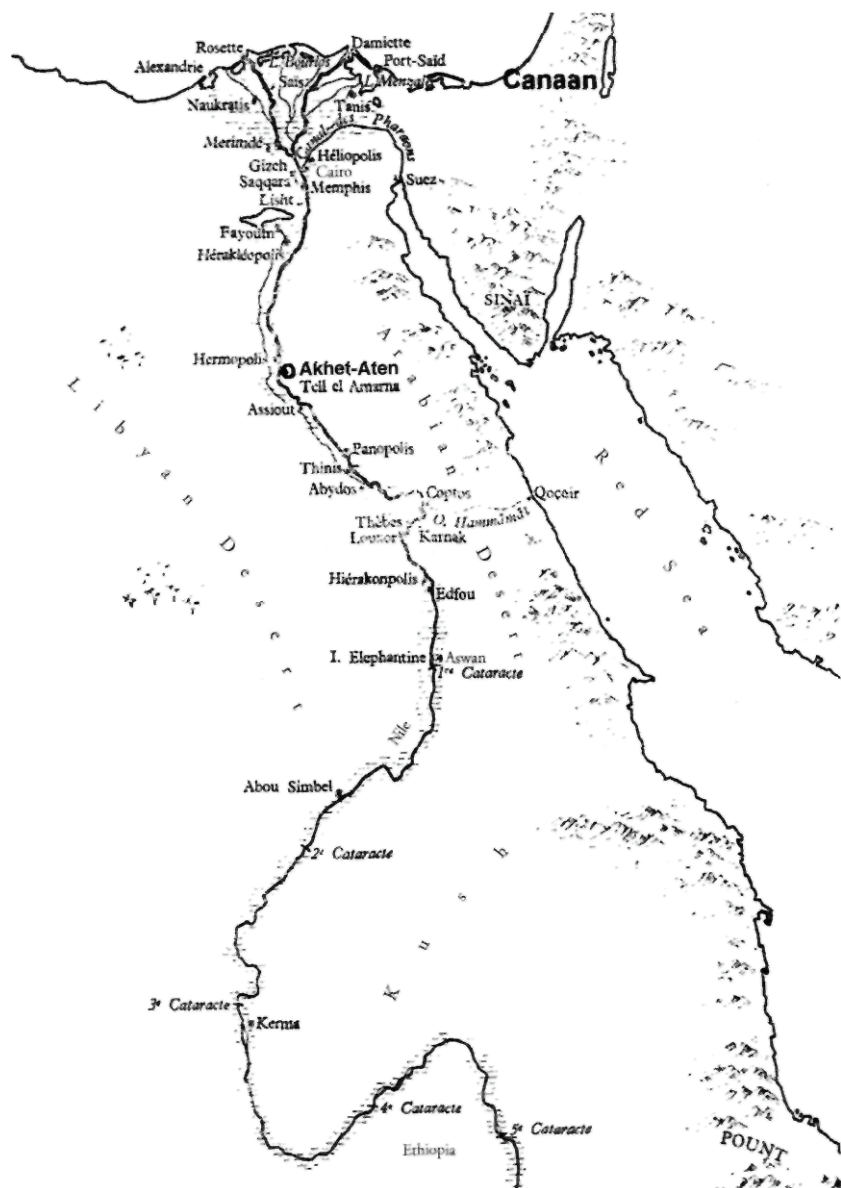 Rosette
Damiette
Alexandrie
L. Bourlos
Port-Saïd
Canaan
Saïs
L. Menzaleh
Naukratis
Tanis
Canal des Pharaons
Merimdé
Héliopolis
Gizeh
Cairo
Saqqara
Memphis
Suez
Lisht
Fayoum
Hérakléopolis
SINAÏ
Hermopolis
Akhet-Aten
Tell el Amarna
Assiout
Libyan Desert
Arabian Desert
Red Sea
Panopolis
Thinis
Abydos
Coptos
Qoçeir
Thèbes
O. Hammamat
Louxor
Karnak
Hiérakonpolis
Edfou
I. Elephantine
Aswan
1re Cataracte
Nile
Abou Simbel
2e Cataracte
Kush
3e Cataracte
Kerma
4e Cataracte
5e Cataracte
Ethiopia
POUNT